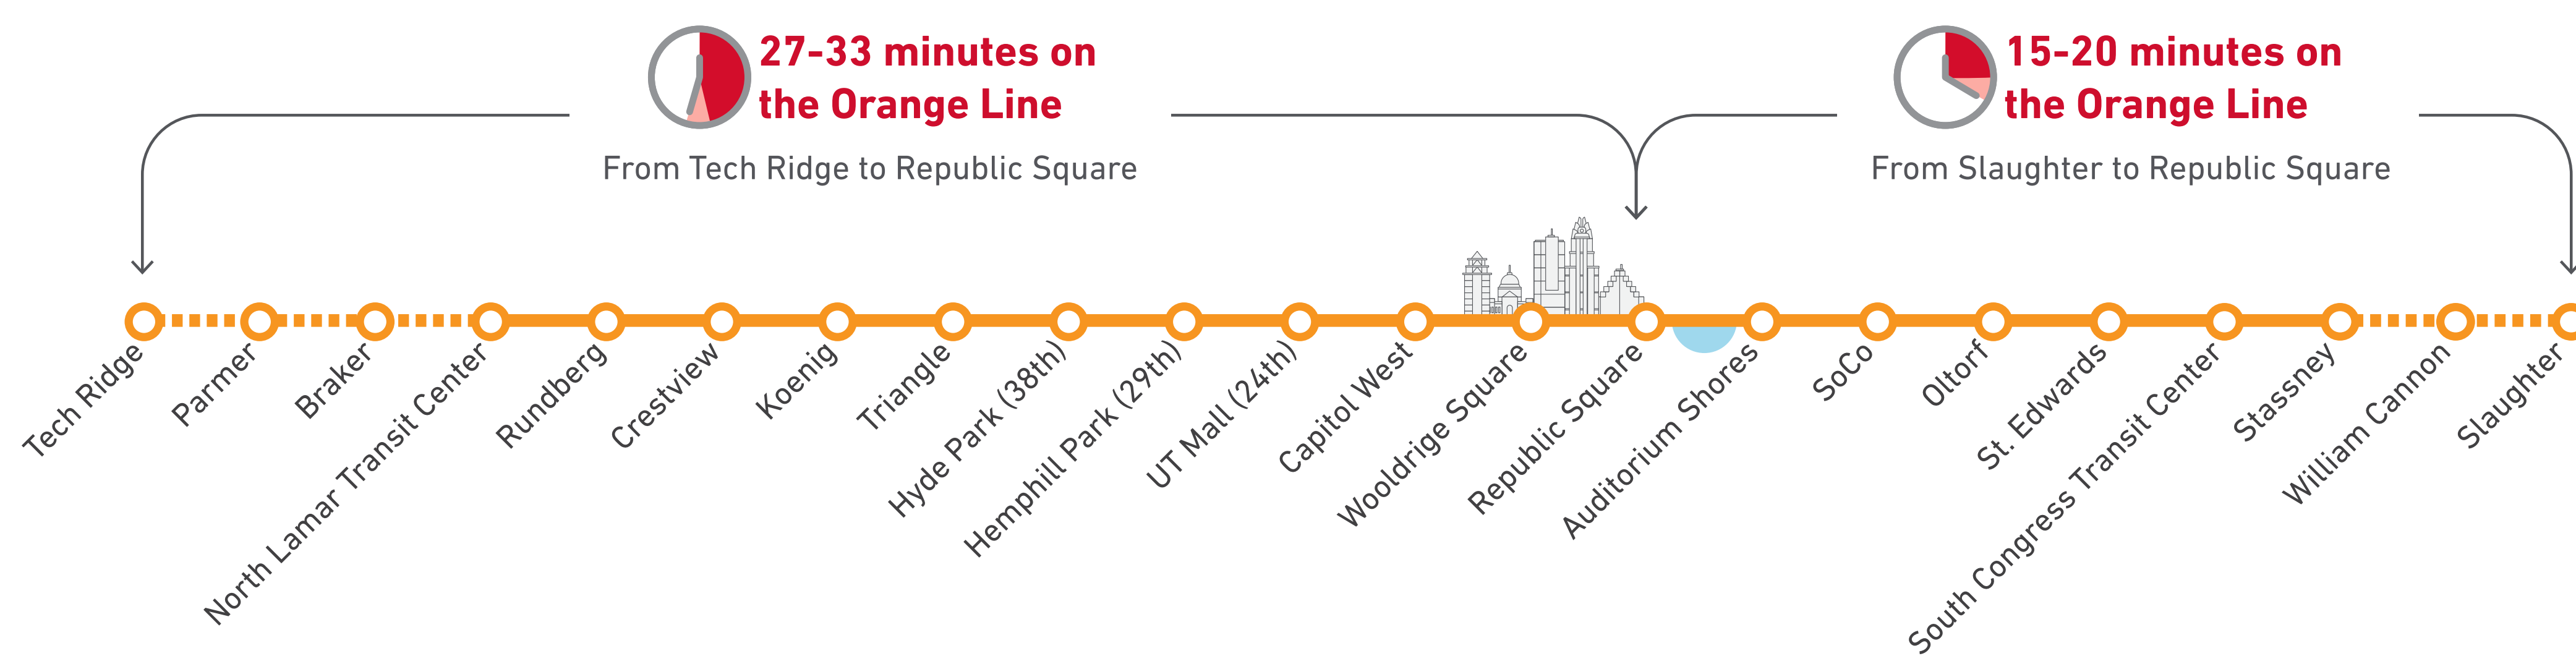 27-33 minutes on
the Orange Line
From Tech Ridge to Republic Square
15-20 minutes on
the Orange Line
From Slaughter to Republic Square
Tech Ridge
Parmer
Braker
North Lamar Transit Center
Rundberg
Crestview
Koenig
Triangle
Hyde Park (38th)
Hemphill Park (29th)
UT Mall (24th)
Capitol West
Wooldrige Square
Republic Square
Auditorium Shores
SoCo
Oltorf
St. Edwards
South Congress Transit Center
Stassney
William Cannon
Slaughter